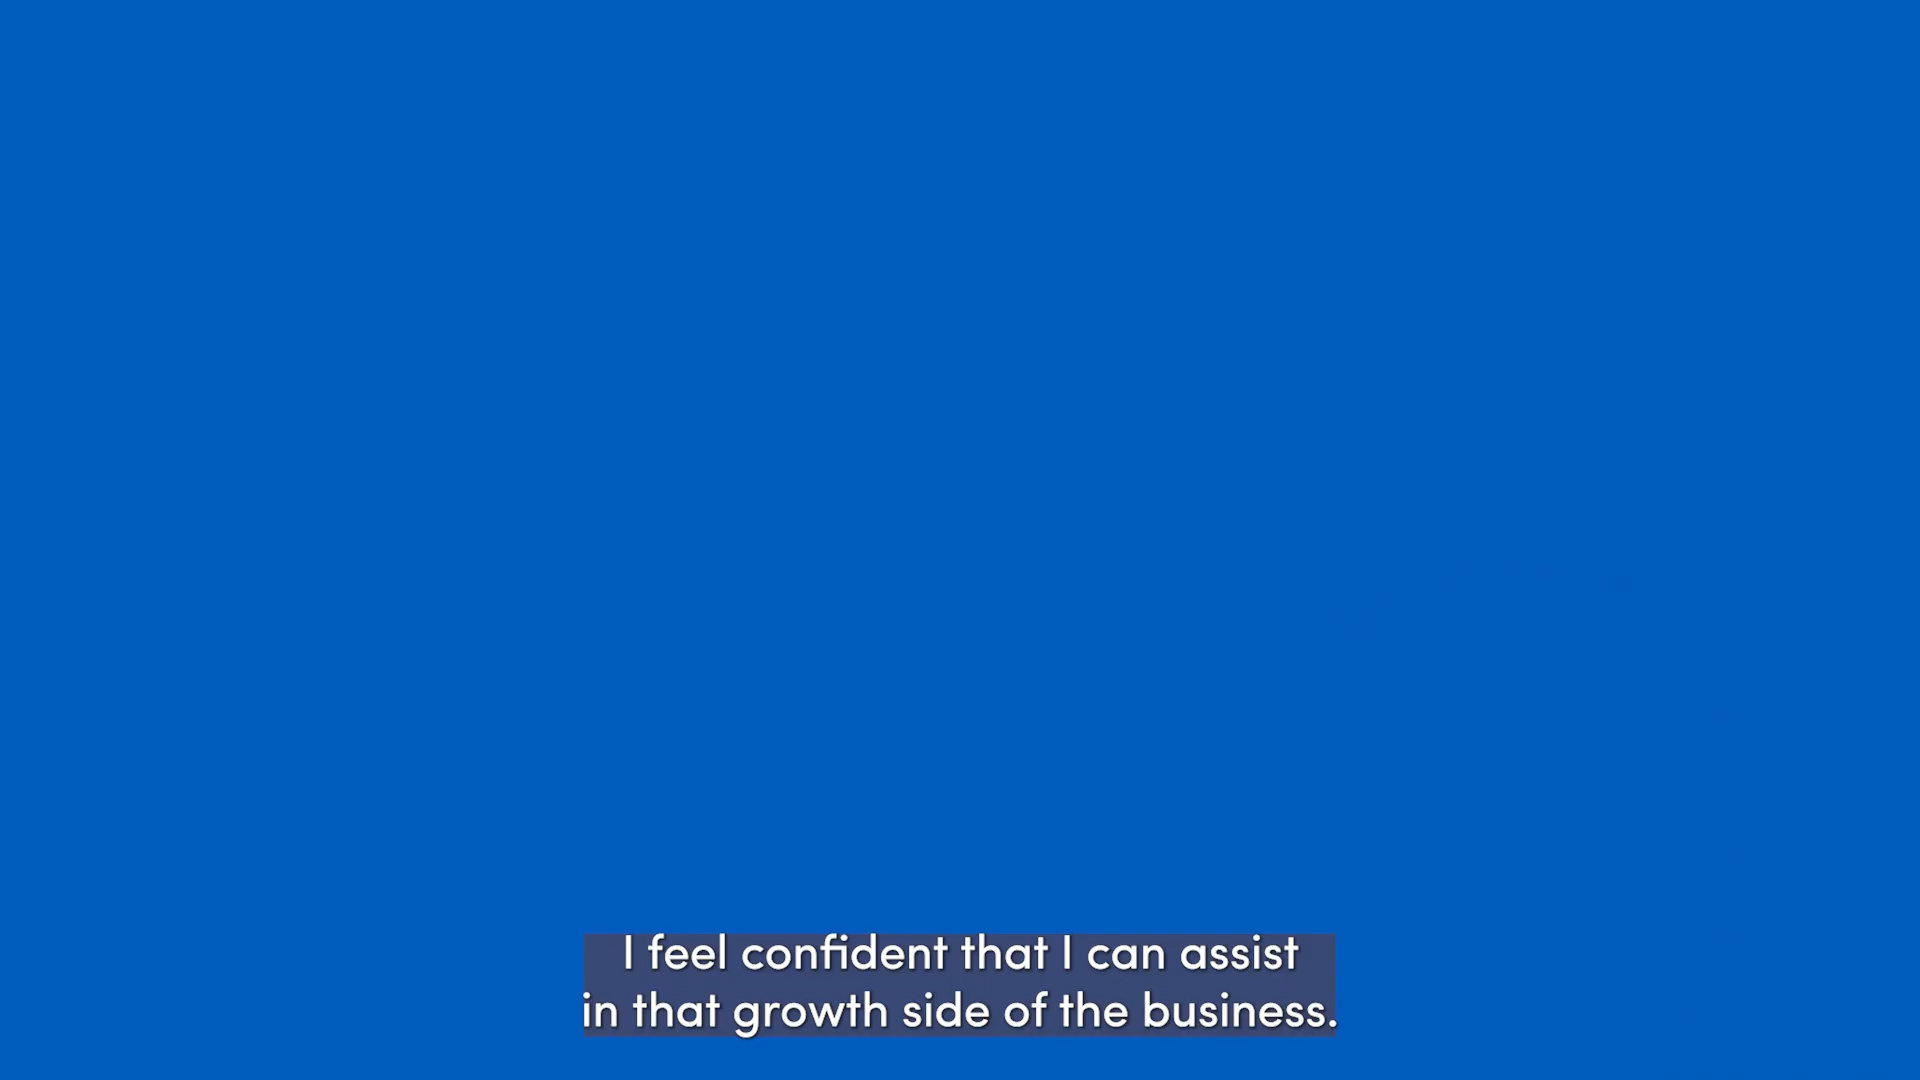 I feel confident that I can assist
in that growth side of the business.